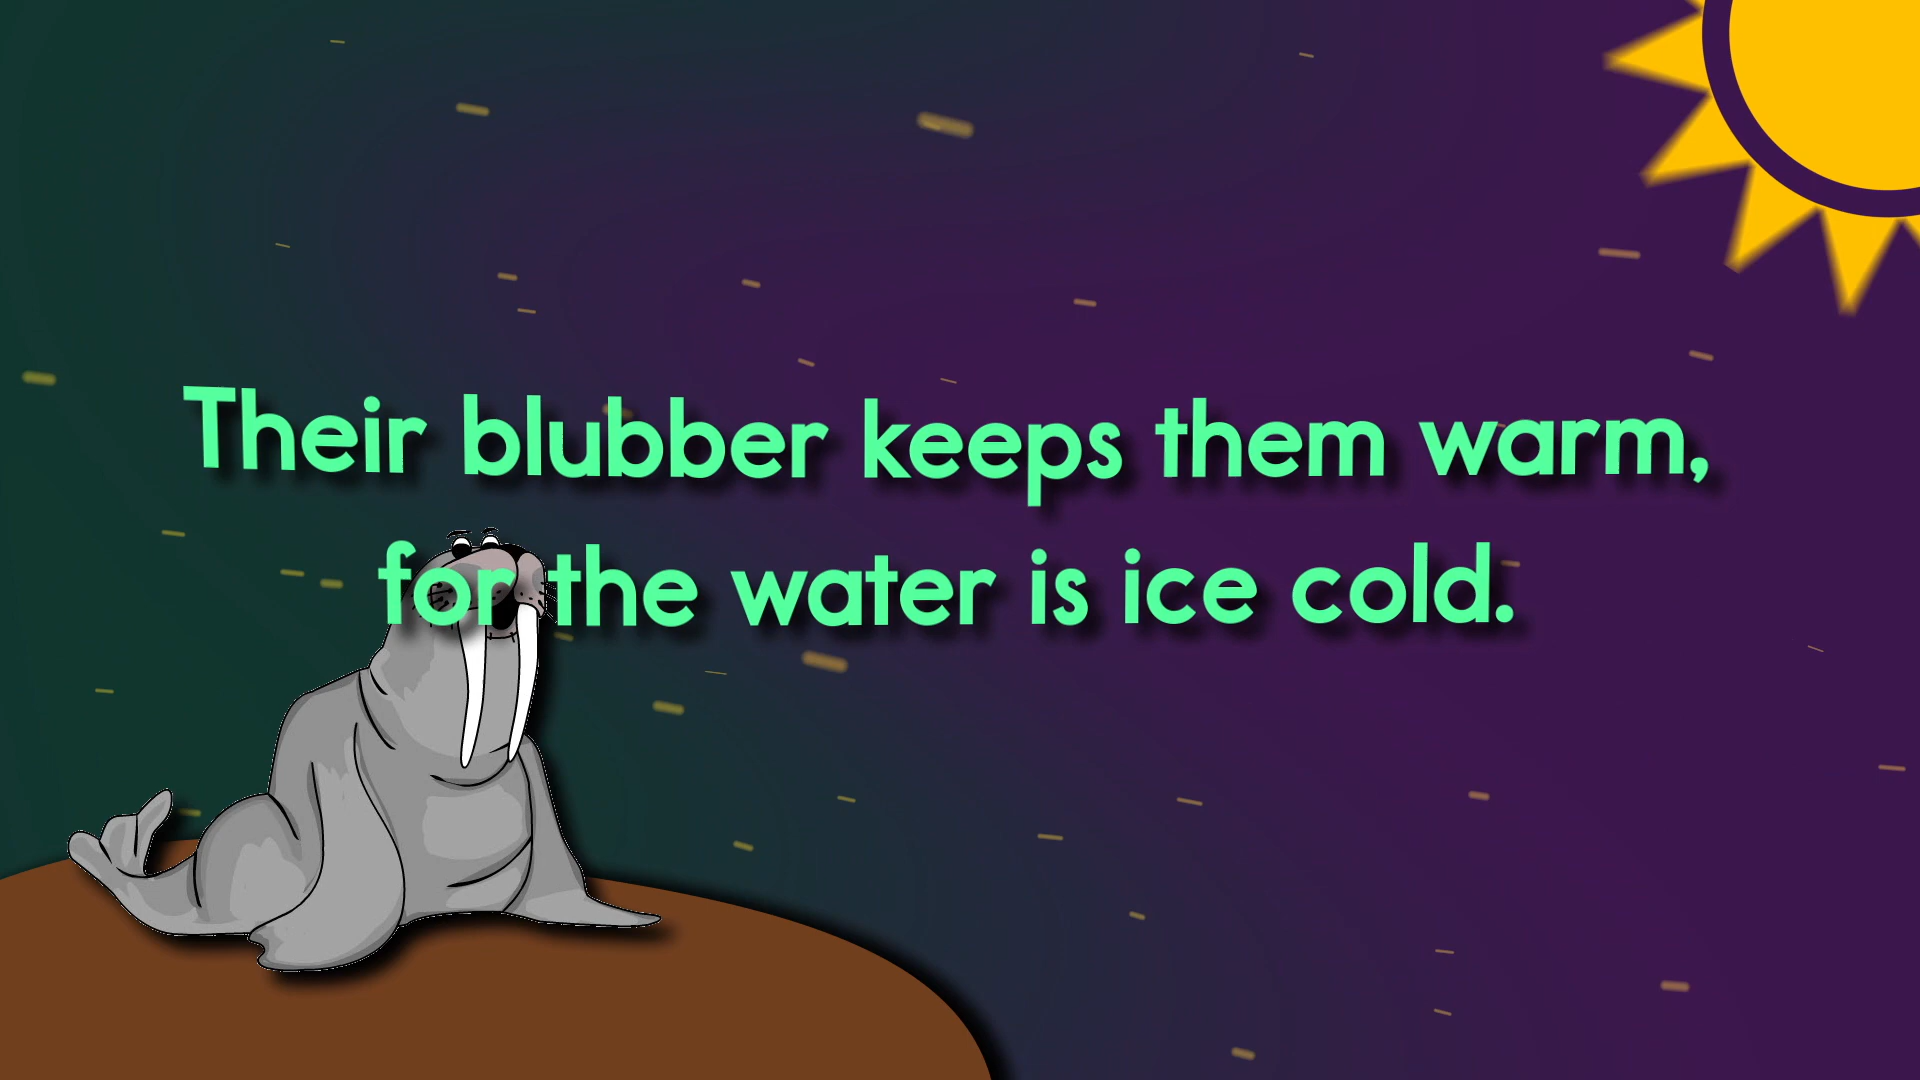 Their blubber keeps them warm,
for the water is ice cold.